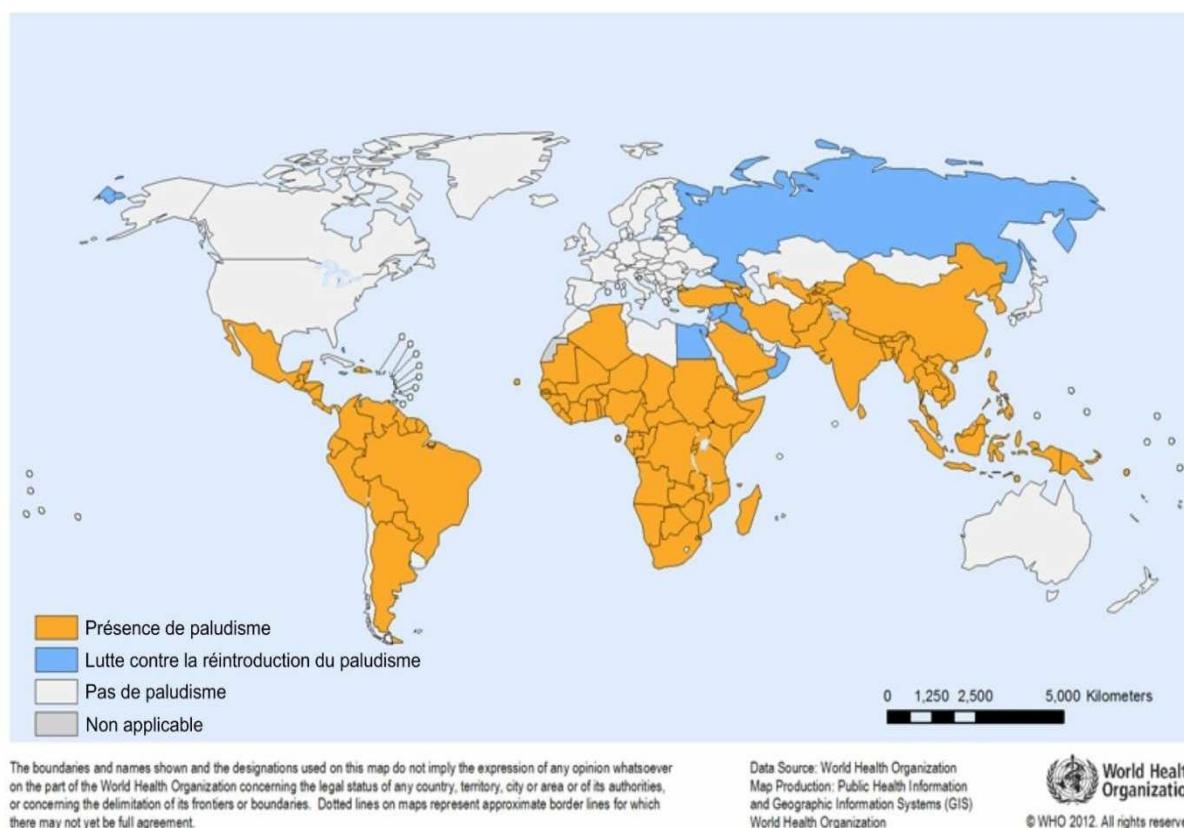 Présence de paludisme
Lutte contre la réintroduction du paludisme
Pas de paludisme
Non applicable
0 1,250 2,500 5,000 Kilometers
The boundaries and names shown and the designations used on this map do not imply the expression of any opinion whatsoever
on the part of the World Health Organization concerning the legal status of any country, territory, city or area or of its authorities,
or concerning the delimitation of its frontiers or boundaries. Dotted lines on maps represent approximate border lines for which
there may not yet be full agreement.
Data Source: World Health Organization
Map Production: Public Health Information
and Geographic Information Systems (GIS)
World Health Organization
World Healt
Organizatio
© WHO 2012. All rights reserve